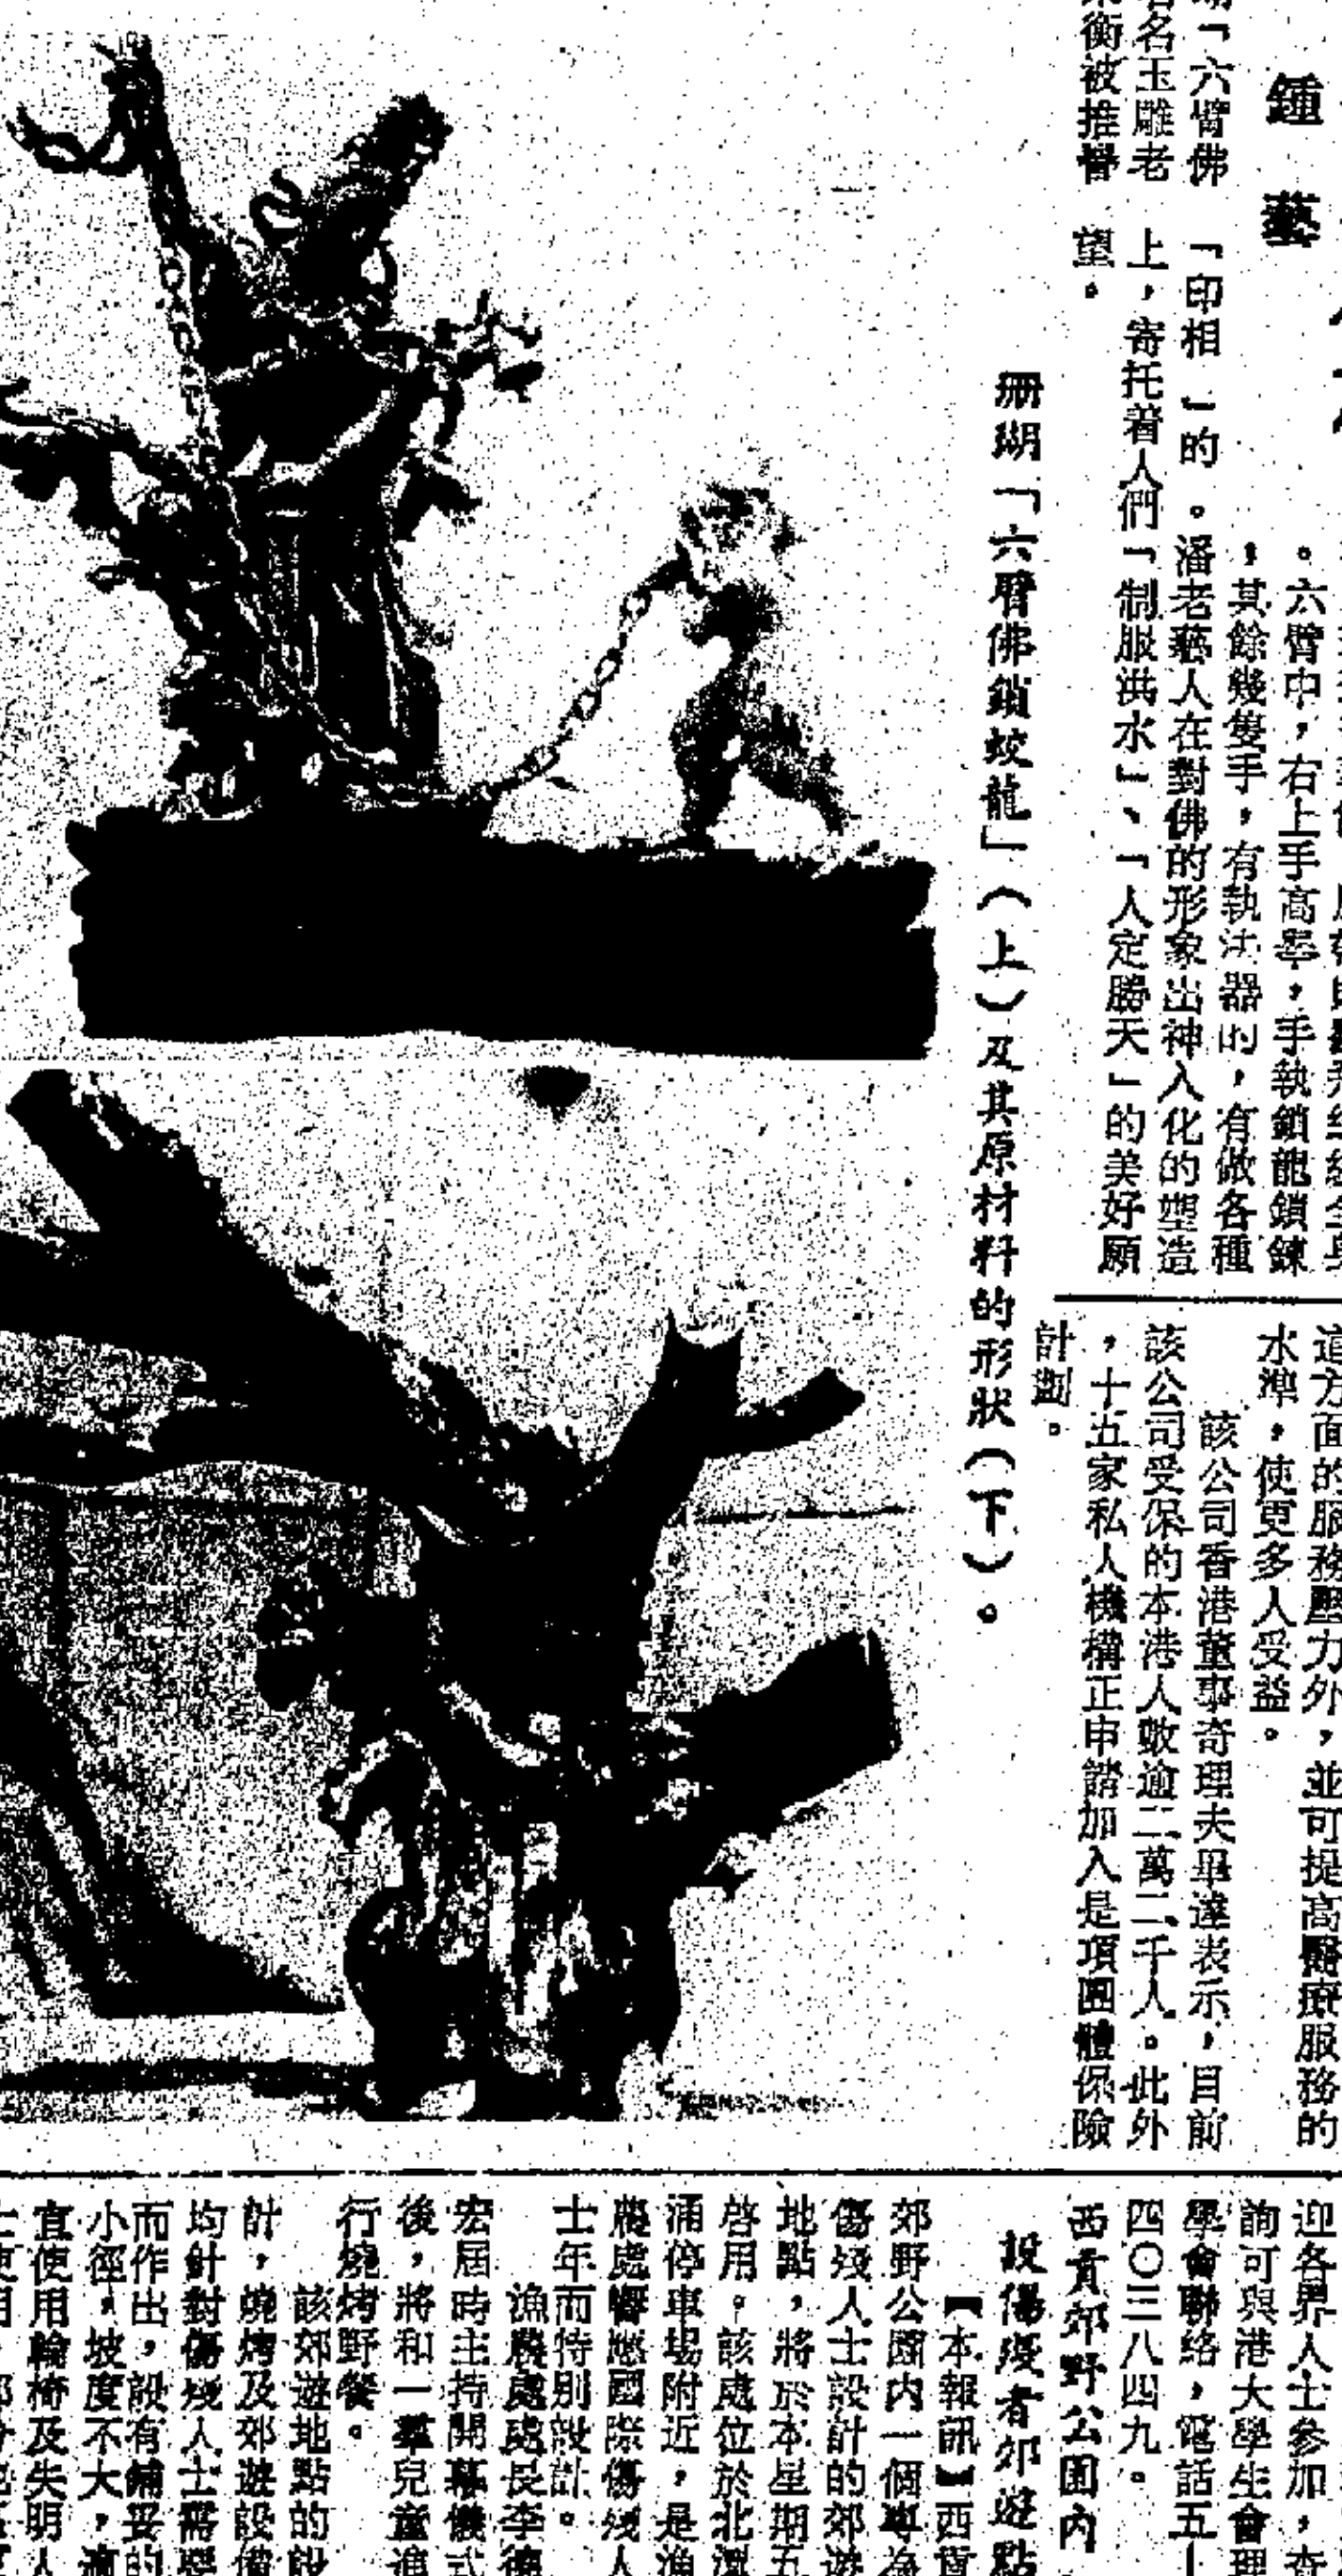 鍾
藝
「六臂佛
名玉雕老
衡被推譽
「印相」的。潘老藝人在對佛的形象出神入化的塑造
上，寄托着人們「制服洪水」、「人定勝天」的美好願
望。
。六臂中，右上手高舉，手執鎖龍鎖鍊
，其餘幾隻手，有執法器的，有做各種
珊瑚「六臂佛鎖蛟龍」（上）及其原材料的形狀（下）。
這方面的服務壓力外，並可提高醫療服務的
水準，使更多人受益。
該公司香港董事奇理夫畢達表示，目前
該公司受保的本港人數逾二萬二千人。此外
，十五家私人機構正申請加入是項團體保險
計劃。
迎各界人士參加，查
詢可與港大學生會理
學會聯絡，電話五—
四〇三八四九。
西貢郊野公園內
設傷殘者郊遊點
【本報訊】西貢
郊野公園內一個專為
傷殘人士設計的郊遊
地點，將於本星期五
啓用。該處位於北潭
涌停車場附近，是漁
農處響應國際傷殘人
士年而特別設計。
漁農處處長李德
宏屆時主持開幕儀式
後，將和一羣兒童進
行燒烤野餐。
該郊遊地點的設
計，燒烤及郊遊設備
均針對傷殘人士需要
而作出，設有鋪妥的
小徑，坡度不大，適
宜使用輪椅及失明人